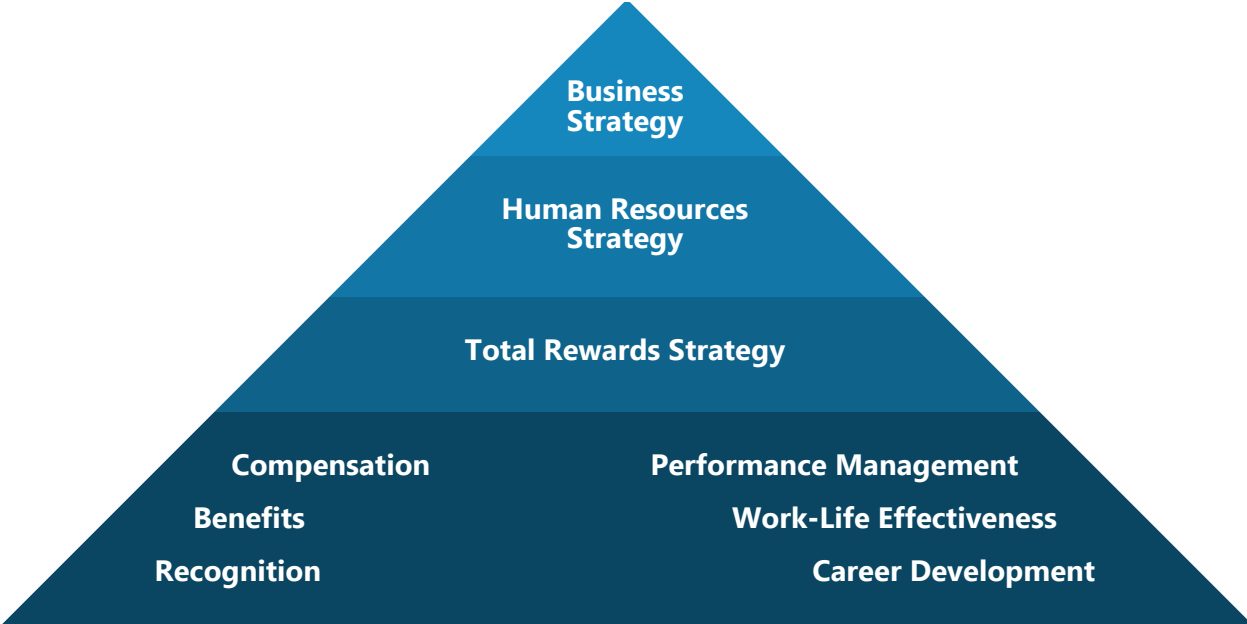 Business
Strategy
Human Resources
Strategy
Total Rewards Strategy
Compensation
Performance Management
Benefits
Work-Life Effectiveness
Recognition
Career Development